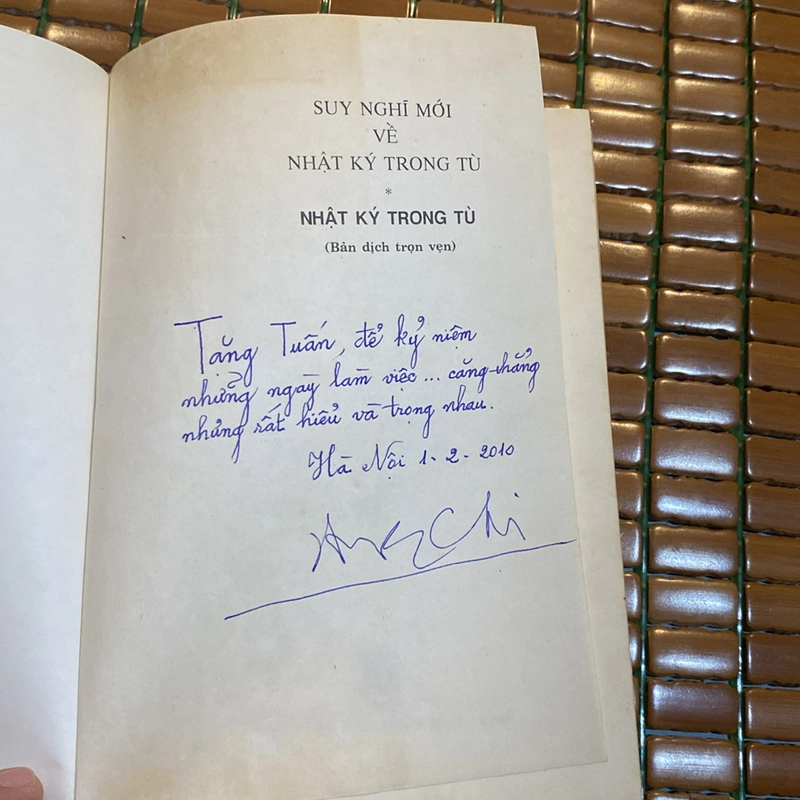 SUY NGHĨ MỚI
VỀ
NHẬT KÝ TRONG TÙ
*
NHẬT KÝ TRONG TÙ
(Bản dịch trọn vẹn)
Tặng Tuấn, để kỷ niệm
những ngày làm việc ... căng thẳng
nhưng rất hiểu và trọng nhau.
Hà Nội 1-2-2010
Chi